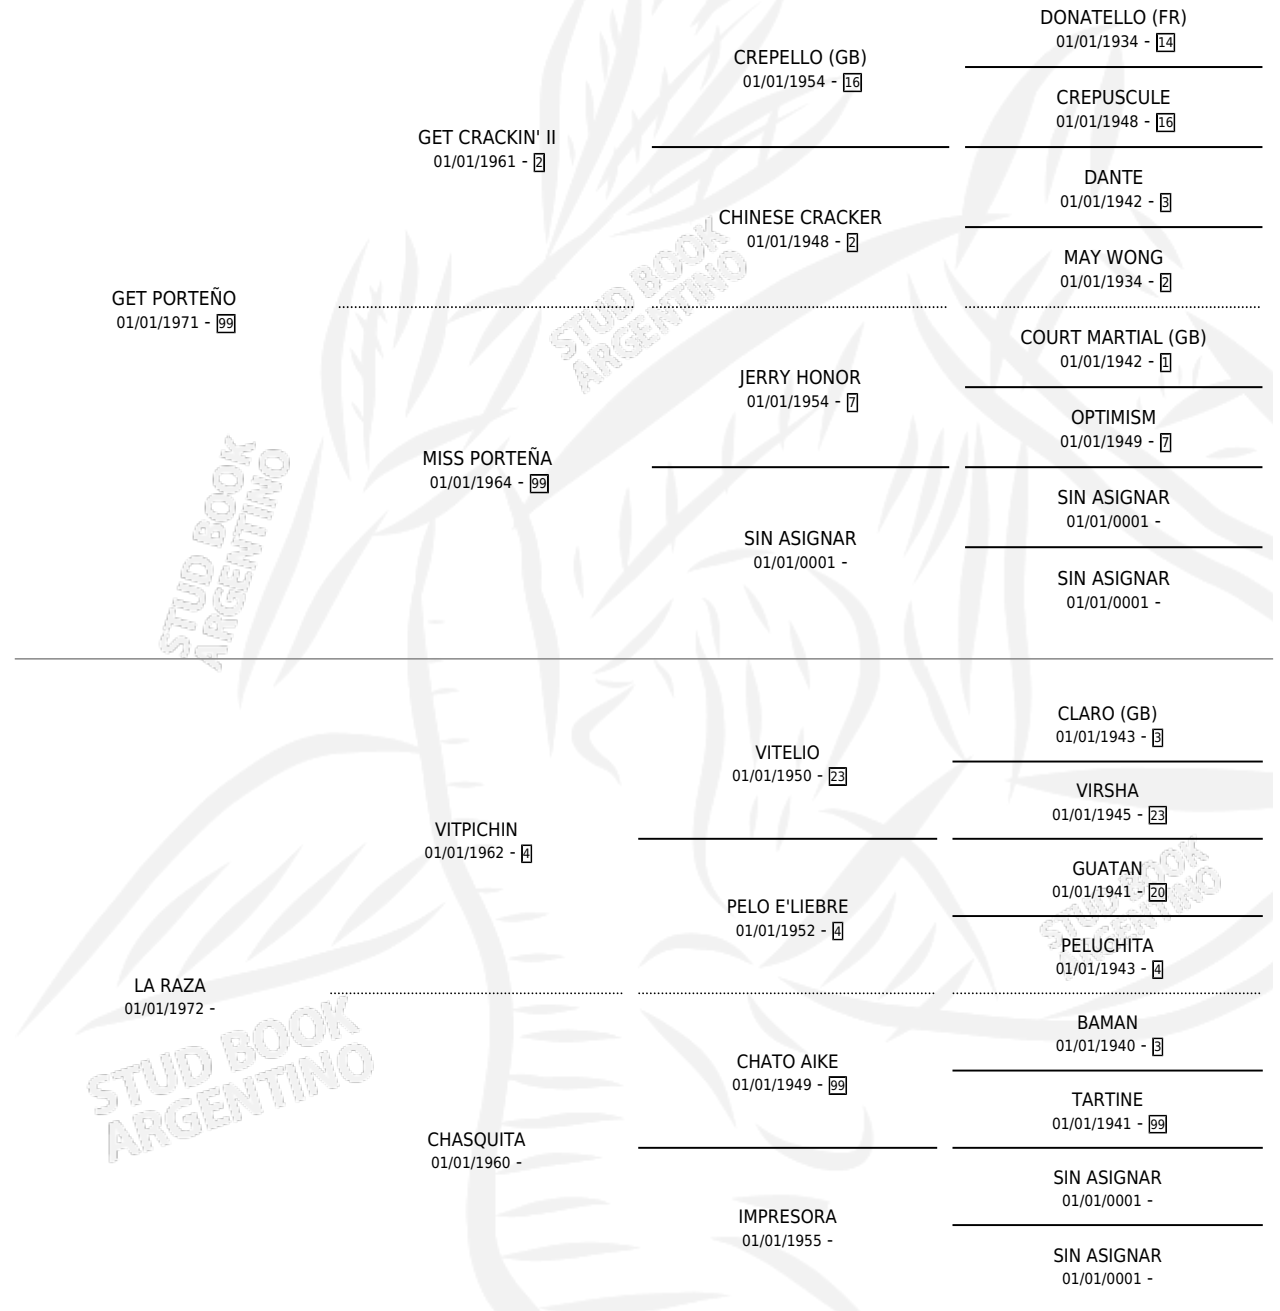 DONATELLO (FR)
01/01/1934 - 14
CREPELLO (GB)
01/01/1954 - 16
CREPUSCULE
01/01/1948 - 16
GET CRACKIN' II
01/01/1961 - 2
DANTE
01/01/1942 - 3
CHINESE CRACKER
01/01/1948 - 2
MAY WONG
01/01/1934 - 2
GET PORTEÑO
01/01/1971 - 99
COURT MARTIAL (GB)
01/01/1942 - 1
JERRY HONOR
01/01/1954 - 7
OPTIMISM
01/01/1949 - 7
MISS PORTEÑA
01/01/1964 - 99
SIN ASIGNAR
01/01/0001 -
SIN ASIGNAR
01/01/0001 -
SIN ASIGNAR
01/01/0001 -
STUD BOOK
ARGENTINO
STUD BOOK
ARGENTINO
CLARO (GB)
01/01/1943 - 3
VITELIO
01/01/1950 - 23
VIRSHA
01/01/1945 - 23
VITPICHIN
01/01/1962 - 4
GUATAN
01/01/1941 - 20
PELO E'LIEBRE
01/01/1952 - 4
PELUCHITA
01/01/1943 - 4
STUD BOOK
ARGENTINO
LA RAZA
01/01/1972 -
BAMAN
01/01/1940 - 3
CHATO AIKE
01/01/1949 - 99
TARTINE
01/01/1941 - 99
STUD BOOK
ARGENTINO
CHASQUITA
01/01/1960 -
SIN ASIGNAR
01/01/0001 -
IMPRESORA
01/01/1955 -
SIN ASIGNAR
01/01/0001 -